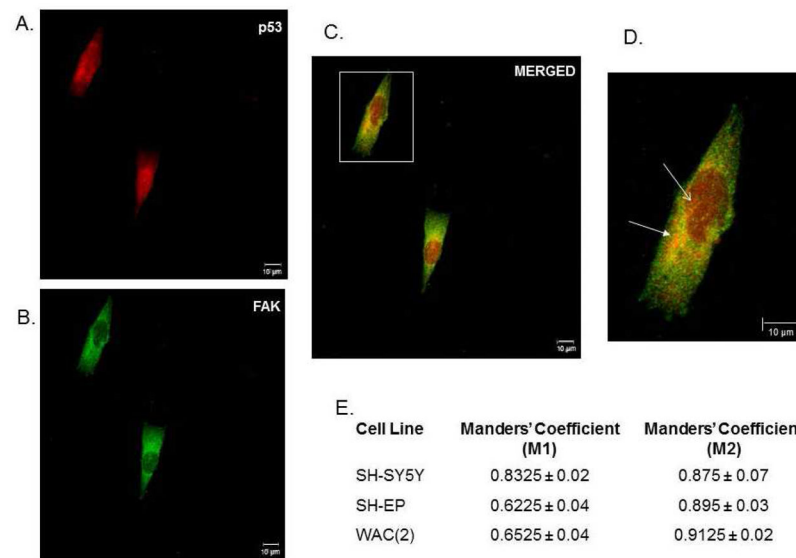 A.
p53
10 µm
B.
FAK
10 µm
C.
MERGED
10 µm
D.
10 µm
E.
Cell Line Manders' Coefficient (M1) Manders' Coefficien (M2)
SH-SY5Y 0.8325 ± 0.02 0.875 ± 0.07
SH-EP 0.6225 ± 0.04 0.895 ± 0.03
WAC(2) 0.6525 ± 0.04 0.9125 ± 0.02